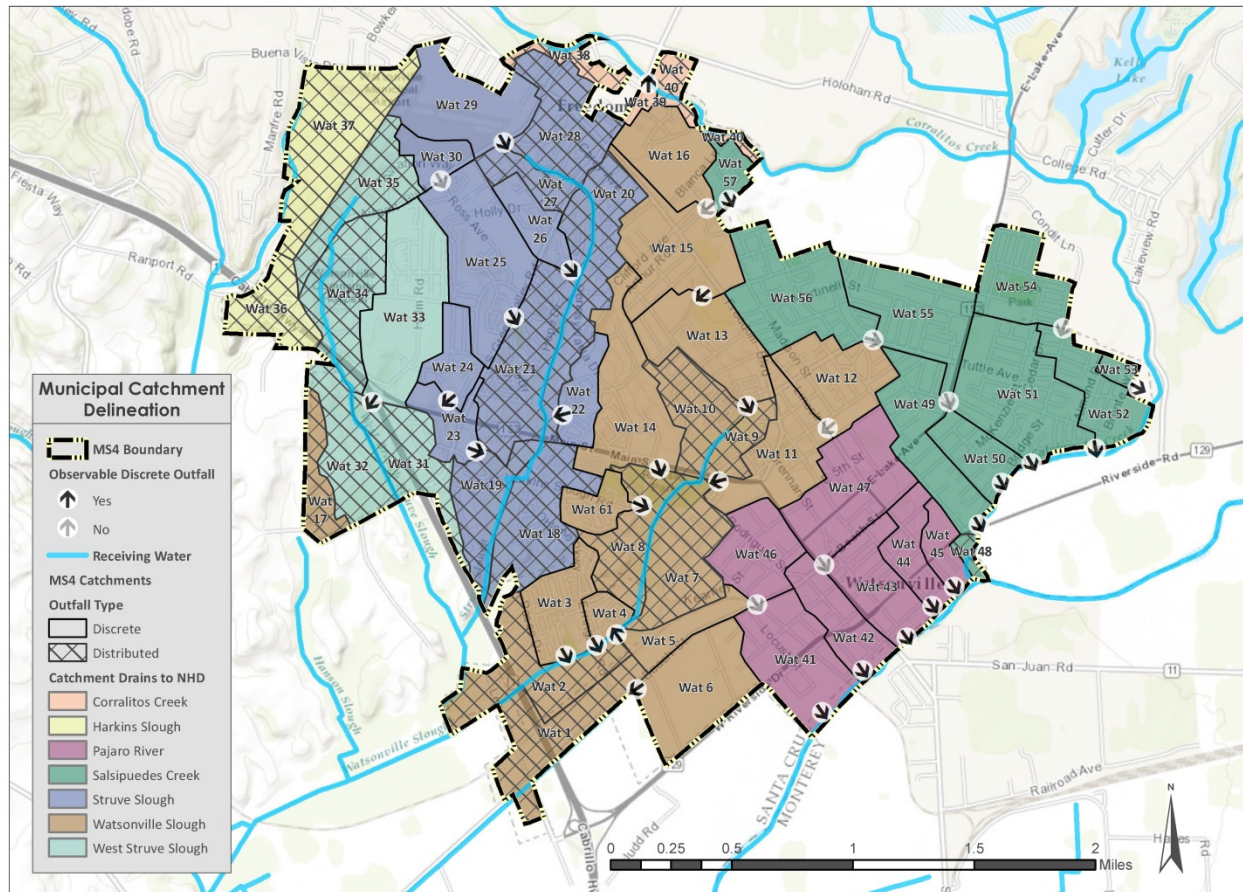 Buena Vista Dr
Manfre Rd
Fiesta Way
Ranport Rd
Holohan Rd
E-Lake-Ave
Kelly
Lake
Cutter Dr
Corralitos Creek
College Rd
Condit Ln
Lakeview Rd
Riverside-Rd
129
Freedom
Wat 38
Wat
40
Wat 39
Wat 40
Wat 29
Wat 28
Wat 37
Wat 30
Wat 16
Wat
57
Wat 35
Wat
27
Wat 20
Holly Dr
Ross Ave
Wat
26
Wat 15
Wat 25
Wat 34
Wat 33
Wat 36
Wat 54
Park
Wat 56
Wat 55
152
Wat 13
Madison St
Wat 12
Tuttle Ave
Wat 53
Wat 24
Wat 21
Wat
22
Wat 10
Wat 49
Wat 51
Wat 52
Wat
23
Wat 14
Wat
9
Wat 11
Wat 50
Main St
Wat 32
Wat 31
Wat
17
Wat 19
Wat 18
Wat 61
Wat 8
Wat 7
5th St
Wat 47
Wat 46
Wat
44
Wat
45
Wat 48
Watsonville
Wat 43
Wat 3
Wat 4
Wat 5
Wat 42
Wat 41
Locust
Wat 2
Wat 6
Wat 1
Hanson Slough
Watsonville Slough
San-Juan Rd
11
SANTA CRU
MONTEREY
Railroad Ave
Judd Rd
Cabrillo Hw
Municipal Catchment
Delineation
MS4 Boundary
Observable Discrete Outfall
Yes
No
Receiving Water
MS4 Catchments
Outfall Type
Discrete
Distributed
Catchment Drains to NHD
Corralitos Creek
Harkins Slough
Pajaro River
Salsipuedes Creek
Struve Slough
Watsonville Slough
West Struve Slough
0 0.25 0.5 1 1.5 2
Miles
N